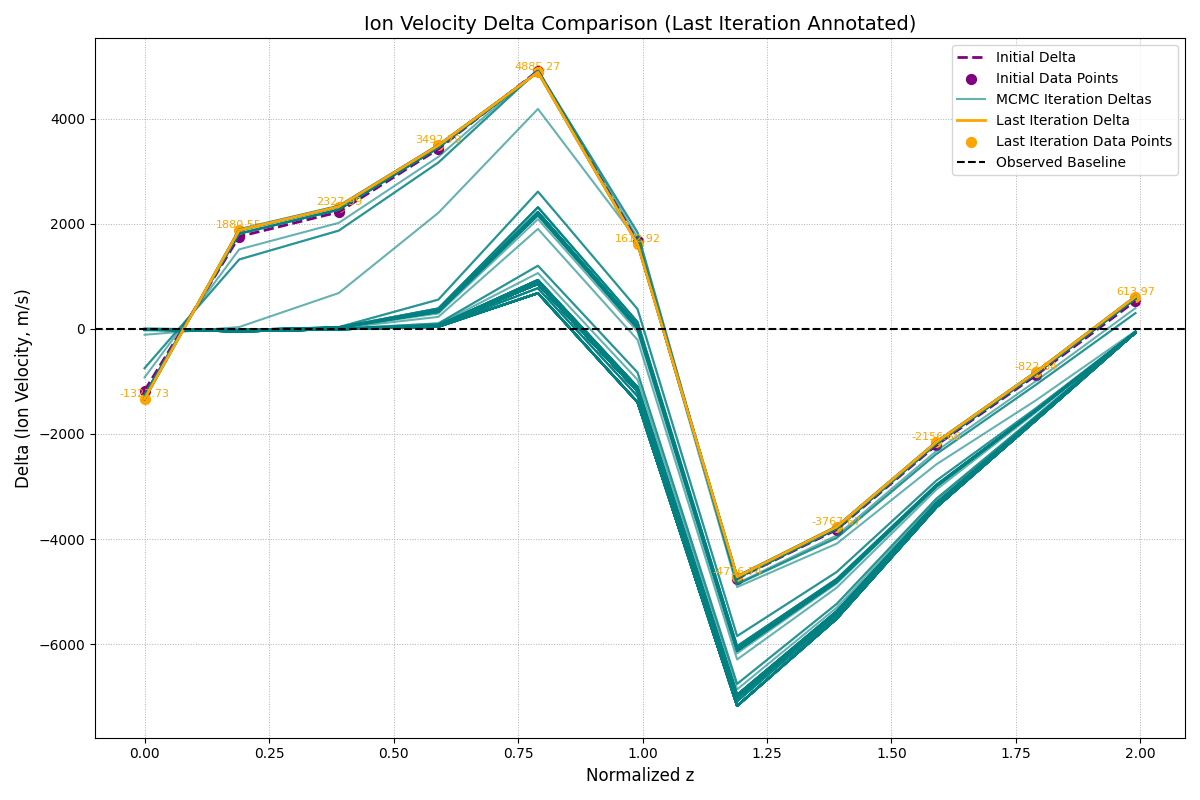 Ion Velocity Delta Comparison (Last Iteration Annotated)
Initial Delta
Initial Data Points
MCMC Iteration Deltas
Last Iteration Delta
Last Iteration Data Points
Observed Baseline
4885.27
1880.55
613.97
4000
2000
0
−2000
−4000
−6000
Delta (Ion Velocity, m/s)
0.00
0.25
0.50
0.75
1.00
1.25
1.50
1.75
2.00
Normalized z